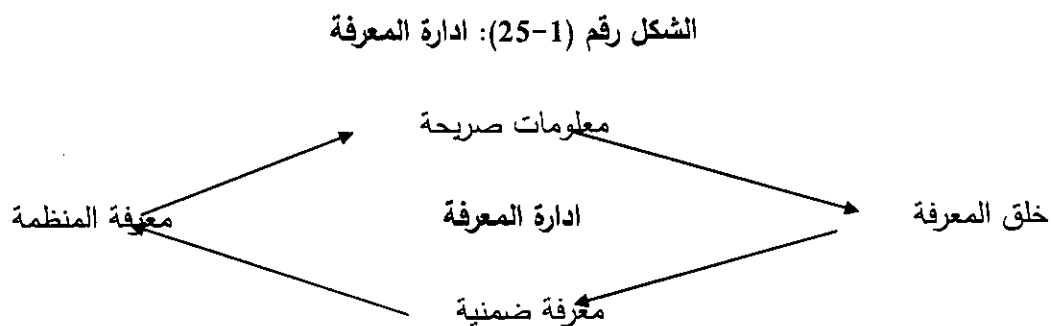 الشكل رقم (1-25): ادارة المعرفة
معلومات صريحة
خلق المعرفة
ادارة المعرفة
معرفة المنظمة
معرفة ضمنية